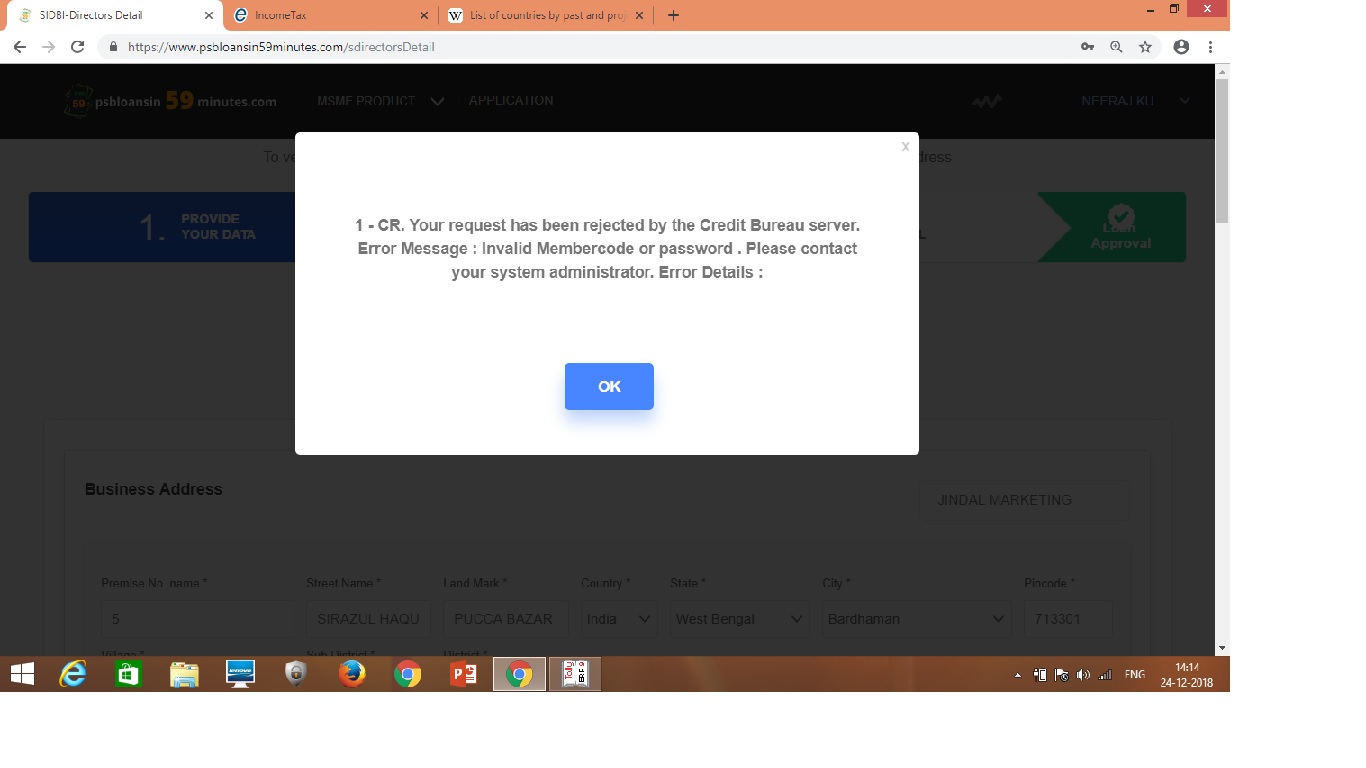 SIDBI-Directors Detail
IncomeTax
List of countries by past and proj
https://www.psbloansin59minutes.com/sdirectorsDetail
psbloansin 59 minutes.com
MSME PRODUCT
APPLICATION
NEERAJ KU
To ve
dress
1.
PROVIDE
YOUR DATA
Loan
Approval
x
1 - CR. Your request has been rejected by the Credit Bureau server.
Error Message : Invalid Membercode or password . Please contact
your system administrator. Error Details :
OK
Business Address
JINDAL MARKETING
Premise No. name * Street Name * Land Mark * Country * State * City * Pincode *
5 SIRAZUL HAQU PUCCA BAZAR India West Bengal Bardhaman 713301
Village * Sub District * District *
ENG
14:14
24-12-2018